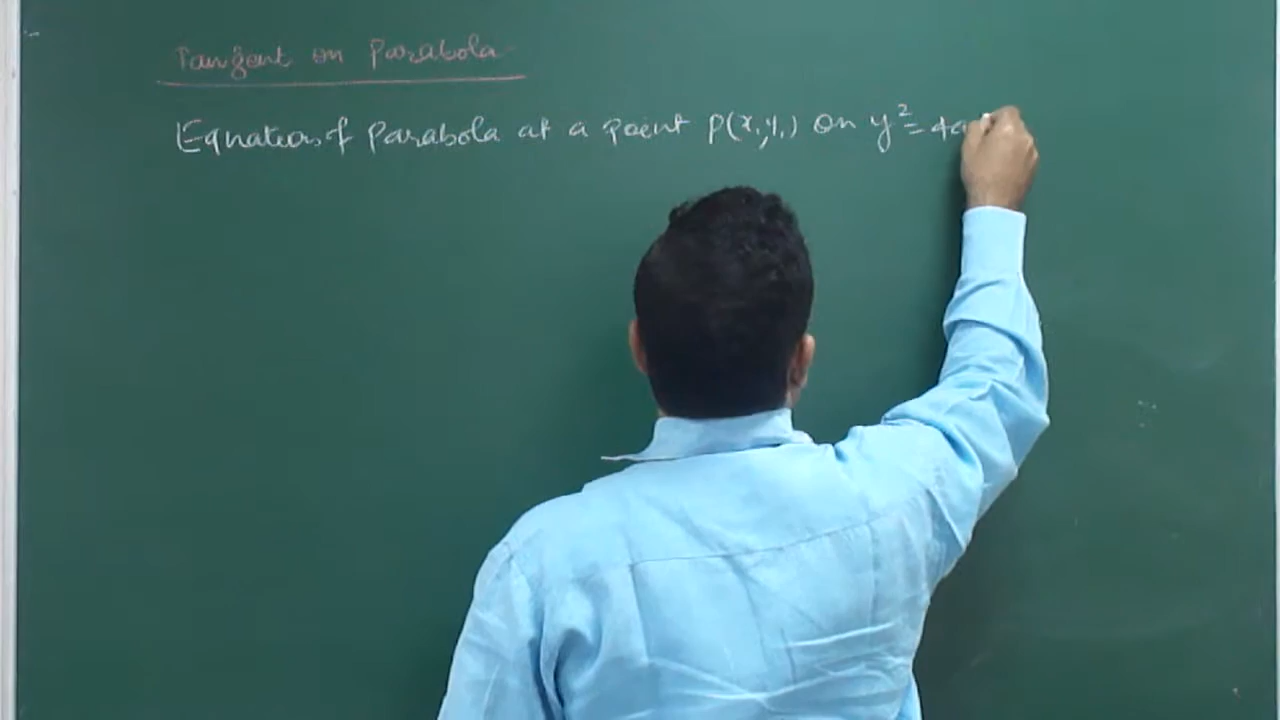 Tangent on Parabola
Equation of Parabola at a point P(x₁,y₁) on y² = 4a